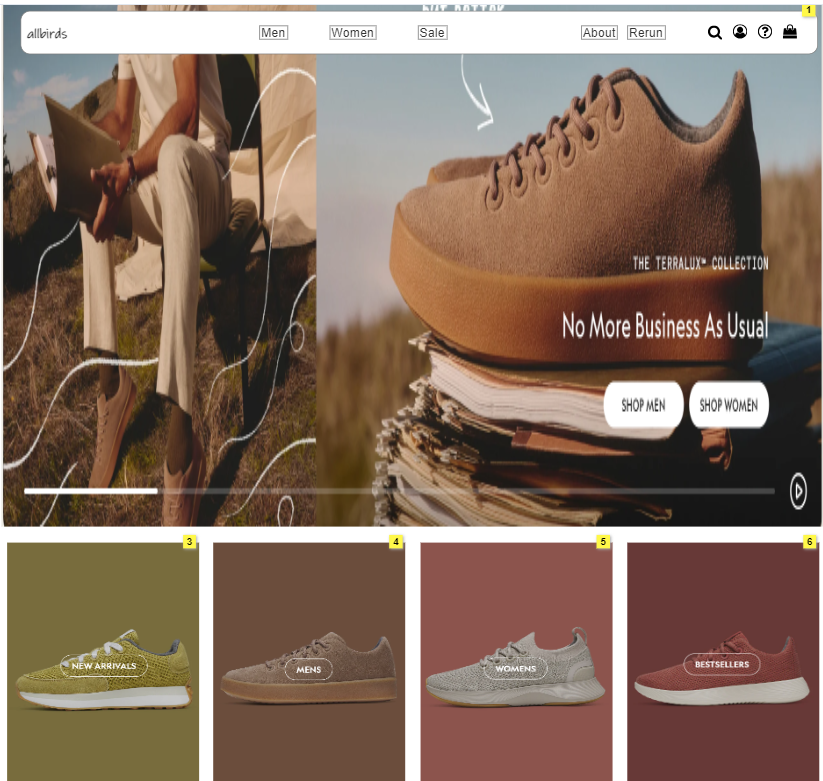 1
allbirds Men Women Sale About Rerun
THE TERRALUX™ COLLECTION
No More Business As Usual
SHOP MEN SHOP WOMEN
3 4 5 6
NEW ARRIVALS MENS WOMENS BESTSELLERS